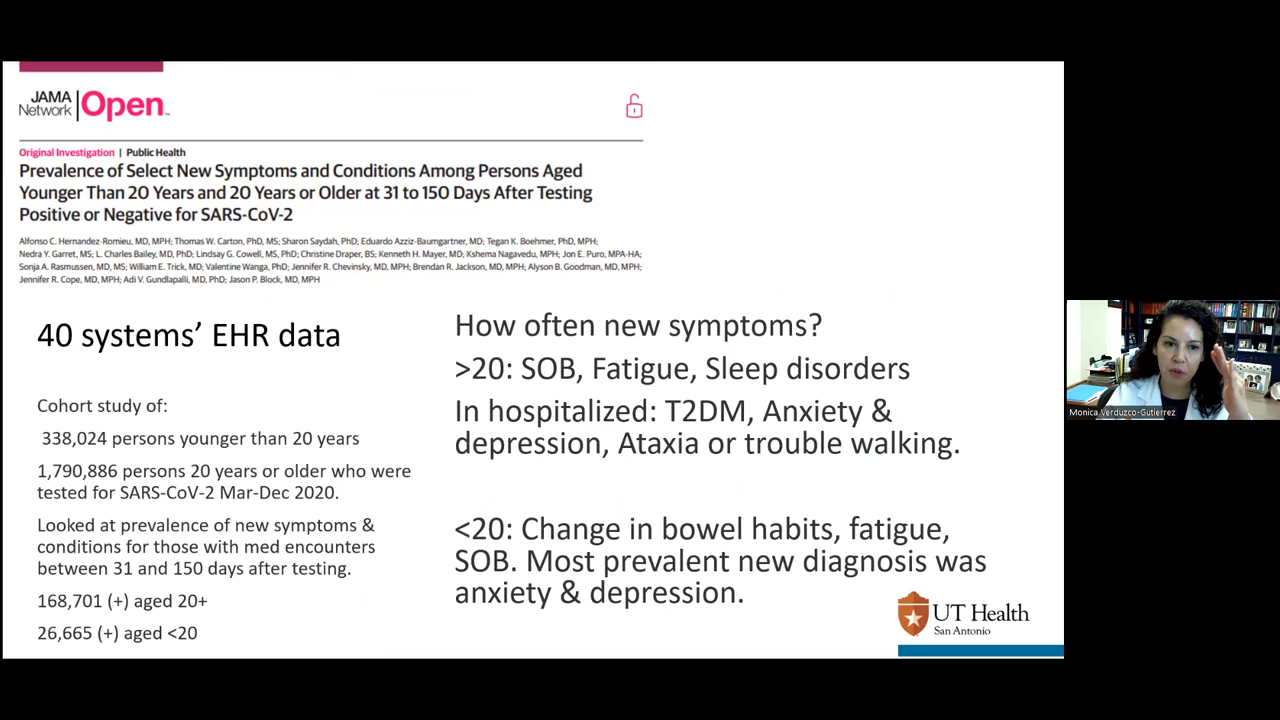 JAMA
Network
Open
Original Investigation | Public Health
Prevalence of Select New Symptoms and Conditions Among Persons Aged
Younger Than 20 Years and 20 Years or Older at 31 to 150 Days After Testing
Positive or Negative for SARS-CoV-2
Alfonso C. Hernandez-Romieu, MD, MPH; Thomas W. Carton, PhD, MS; Sharon Saydah, PhD; Eduardo Azziz-Baumgartner, MD; Tegan K. Boehmer, PhD, MPH;
Nedra Y. Garret, MS; L. Charles Bailey, MD, PhD; Lindsay G. Cowell, MS, PhD; Christine Draper, BS; Kenneth H. Mayer, MD; Kshema Nagavedu, MPH; Jon E. Puro, MPA-HA;
Sonja A. Rasmussen, MD, MS; William E. Trick, MD; Valentine Wanga, PhD; Jennifer R. Chevinsky, MD, MPH; Brendan R. Jackson, MD, MPH; Alyson B. Goodman, MD, MPH;
Jennifer R. Cope, MD, MPH; Adi V. Gundlapalli, MD, PhD; Jason P. Block, MD, MPH
40 systems' EHR data
Cohort study of:
338,024 persons younger than 20 years
1,790,886 persons 20 years or older who were
tested for SARS-CoV-2 Mar-Dec 2020.
Looked at prevalence of new symptoms &
conditions for those with med encounters
between 31 and 150 days after testing.
168,701 (+) aged 20+
26,665 (+) aged <20
How often new symptoms?
>20: SOB, Fatigue, Sleep disorders
In hospitalized: T2DM, Anxiety &
depression, Ataxia or trouble walking.
<20: Change in bowel habits, fatigue,
SOB. Most prevalent new diagnosis was
anxiety & depression.
UT Health
San Antonio
Monica Verduzco-Gutierrez